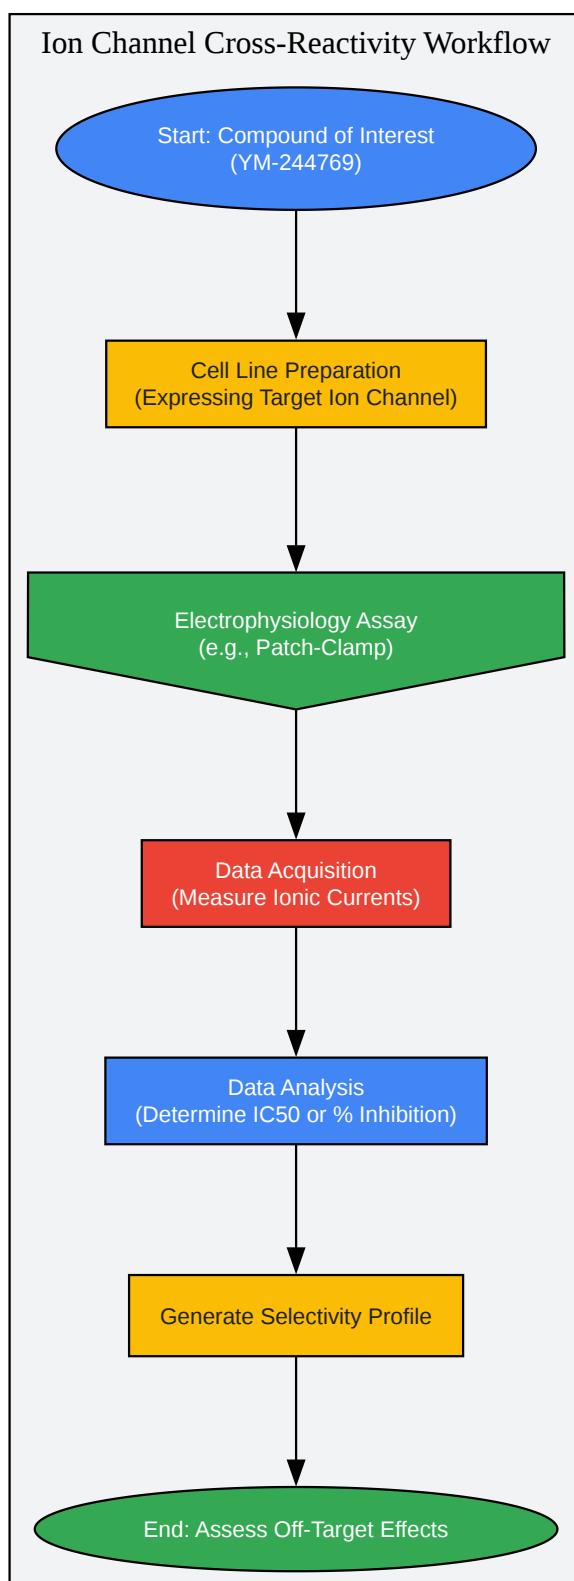 Ion Channel Cross-Reactivity Workflow
Start: Compound of Interest
(YM-244769)
Cell Line Preparation
(Expressing Target Ion Channel)
Electrophysiology Assay
(e.g., Patch-Clamp)
Data Acquisition
(Measure Ionic Currents)
Data Analysis
(Determine IC50 or % Inhibition)
Generate Selectivity Profile
End: Assess Off-Target Effects